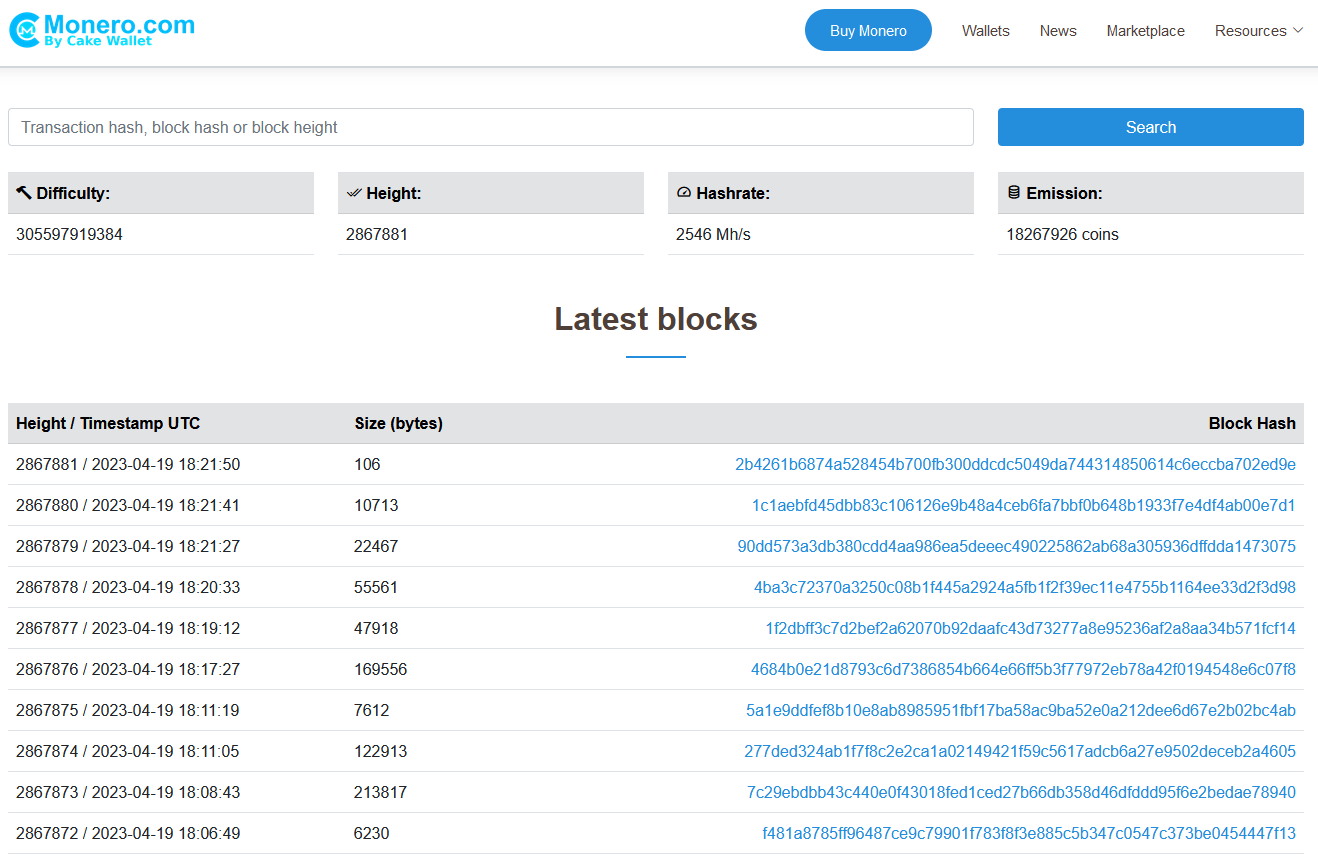 Monero.com
By Cake Wallet
Buy Monero Wallets News Marketplace Resources
Transaction hash, block hash or block height Search
Difficulty: Height: Hashrate: Emission:
305597919384 2867881 2546 Mh/s 18267926 coins
Latest blocks
Height / Timestamp UTC Size (bytes) Block Hash
2867881 / 2023-04-19 18:21:50 106 2b4261b6874a528454b700fb300ddcdc5049da744314850614c6eccba702ed9e
2867880 / 2023-04-19 18:21:41 10713 1c1aebfd45dbb83c106126e9b48a4ceb6fa7bbf0b648b1933f7e4df4ab00e7d1
2867879 / 2023-04-19 18:21:27 22467 90dd573a3db380cdd4aa986ea5deeec490225862ab68a305936dffdda1473075
2867878 / 2023-04-19 18:20:33 55561 4ba3c72370a3250c08b1f445a2924a5fb1f2f39ec11e4755b1164ee33d2f3d98
2867877 / 2023-04-19 18:19:12 47918 1f2dbff3c7d2bef2a62070b92daafc43d73277a8e95236af2a8aa34b571fcf14
2867876 / 2023-04-19 18:17:27 169556 4684b0e21d8793c6d7386854b664e66ff5b3f77972eb78a42f0194548e6c07f8
2867875 / 2023-04-19 18:11:19 7612 5a1e9ddfef8b10e8ab8985951fbf17ba58ac9ba52e0a212dee6d67e2b02bc4ab
2867874 / 2023-04-19 18:11:05 122913 277ded324ab1f7f8c2e2ca1a02149421f59c5617adcb6a27e9502deceb2a4605
2867873 / 2023-04-19 18:08:43 213817 7c29ebdbb43c440e0f43018fed1ced27b66db358d46dfddd95f6e2bedae78940
2867872 / 2023-04-19 18:06:49 6230 f481a8785ff96487ce9c79901f783f8f3e885c5b347c0547c373be0454447f13